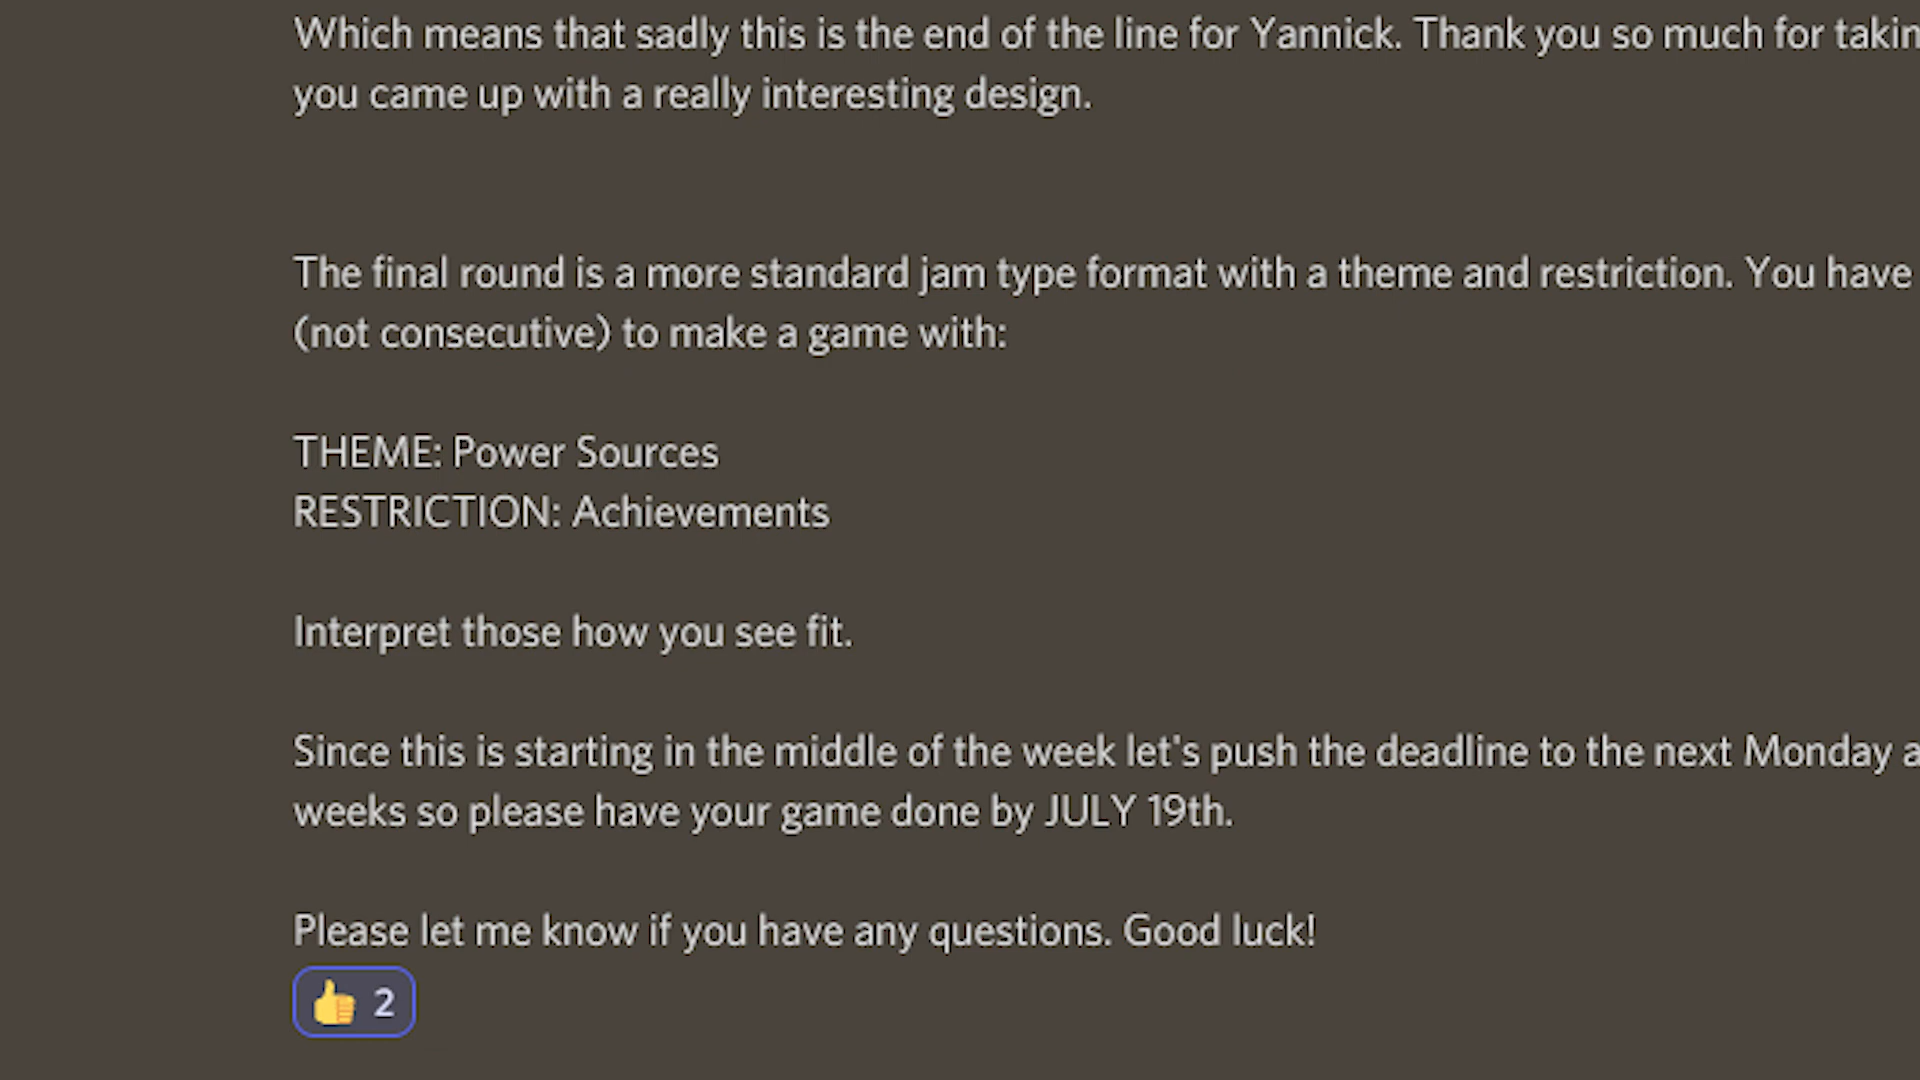 Which means that sadly this is the end of the line for Yannick. Thank you so much for takin
you came up with a really interesting design.
The final round is a more standard jam type format with a theme and restriction. You have
(not consecutive) to make a game with:
THEME: Power Sources
RESTRICTION: Achievements
Interpret those how you see fit.
Since this is starting in the middle of the week let's push the deadline to the next Monday a
weeks so please have your game done by JULY 19th.
Please let me know if you have any questions. Good luck!
👍 2